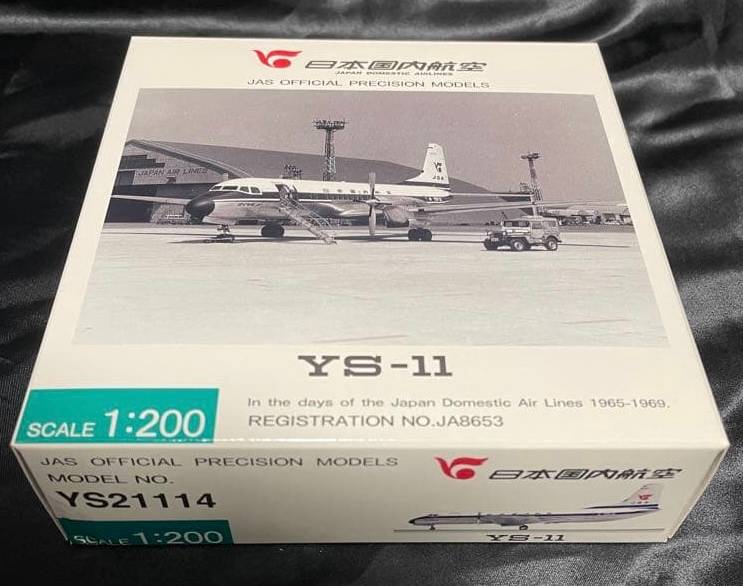 日本国内航空
JAPAN DOMESTIC AIRLINES
JAS OFFICIAL PRECISION MODELS
JAPAN AIR LINES
JDA
YS-11
In the days of the Japan Domestic Air Lines 1965-1969.
REGISTRATION NO.JA8653
SCALE 1:200
JAS OFFICIAL PRECISION MODELS
日本国内航空
MODEL NO.
YS21114
SCALE 1:200
YS-11